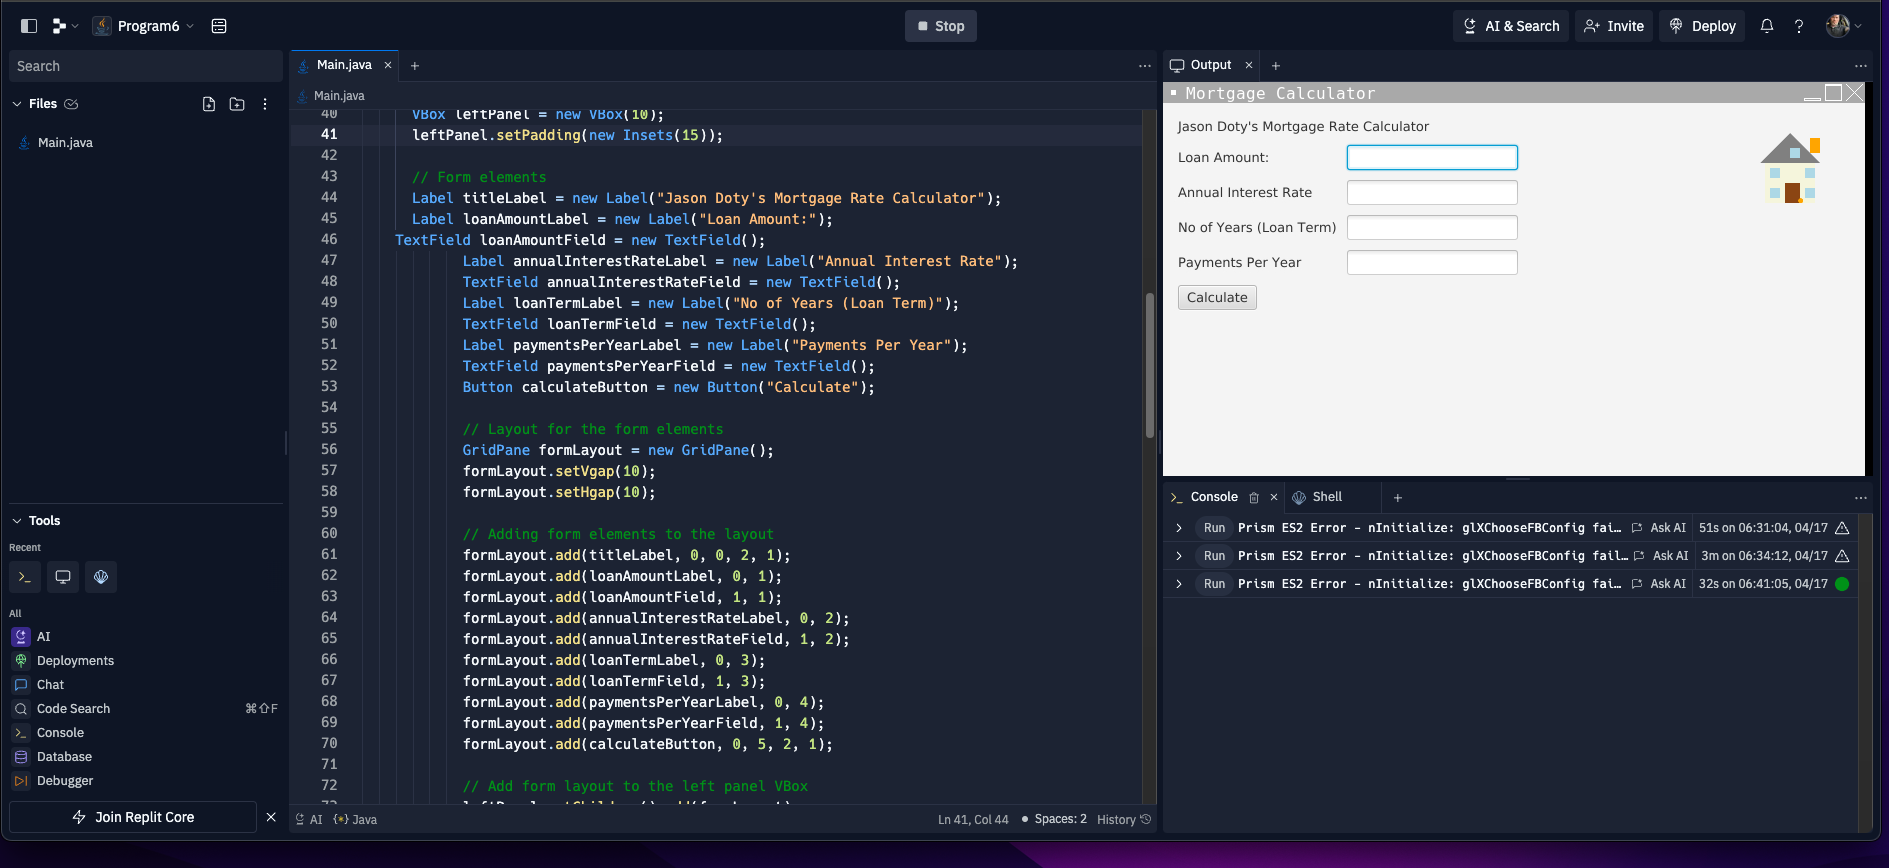 Program6
Stop
AI & Search
Invite
Deploy
?
Search
Files
Main.java
Tools
Recent
All
AI
Deployments
Chat
Code Search ⌘⇧F
Console
Database
Debugger
Join Replit Core
Main.java
Main.java
40 VBox leftPanel = new VBox(10);
41 leftPanel.setPadding(new Insets(15));
42
43 // Form elements
44 Label titleLabel = new Label("Jason Doty's Mortgage Rate Calculator");
45 Label loanAmountLabel = new Label("Loan Amount:");
46 TextField loanAmountField = new TextField();
47 Label annualInterestRateLabel = new Label("Annual Interest Rate");
48 TextField annualInterestRateField = new TextField();
49 Label loanTermLabel = new Label("No of Years (Loan Term)");
50 TextField loanTermField = new TextField();
51 Label paymentsPerYearLabel = new Label("Payments Per Year");
52 TextField paymentsPerYearField = new TextField();
53 Button calculateButton = new Button("Calculate");
54
55 // Layout for the form elements
56 GridPane formLayout = new GridPane();
57 formLayout.setVgap(10);
58 formLayout.setHgap(10);
59
60 // Adding form elements to the layout
61 formLayout.add(titleLabel, 0, 0, 2, 1);
62 formLayout.add(loanAmountLabel, 0, 1);
63 formLayout.add(loanAmountField, 1, 1);
64 formLayout.add(annualInterestRateLabel, 0, 2);
65 formLayout.add(annualInterestRateField, 1, 2);
66 formLayout.add(loanTermLabel, 0, 3);
67 formLayout.add(loanTermField, 1, 3);
68 formLayout.add(paymentsPerYearLabel, 0, 4);
69 formLayout.add(paymentsPerYearField, 1, 4);
70 formLayout.add(calculateButton, 0, 5, 2, 1);
71
72 // Add form layout to the left panel VBox
AI {*} Java Ln 41, Col 44 • Spaces: 2 History
Output
Mortgage Calculator
Jason Doty's Mortgage Rate Calculator
Loan Amount:
Annual Interest Rate
No of Years (Loan Term)
Payments Per Year
Calculate
Console
Shell
Run Prism ES2 Error - nInitialize: glXChooseFBConfig fai… Ask AI 51s on 06:31:04, 04/17
Run Prism ES2 Error - nInitialize: glXChooseFBConfig fail… Ask AI 3m on 06:34:12, 04/17
Run Prism ES2 Error - nInitialize: glXChooseFBConfig fai… Ask AI 32s on 06:41:05, 04/17